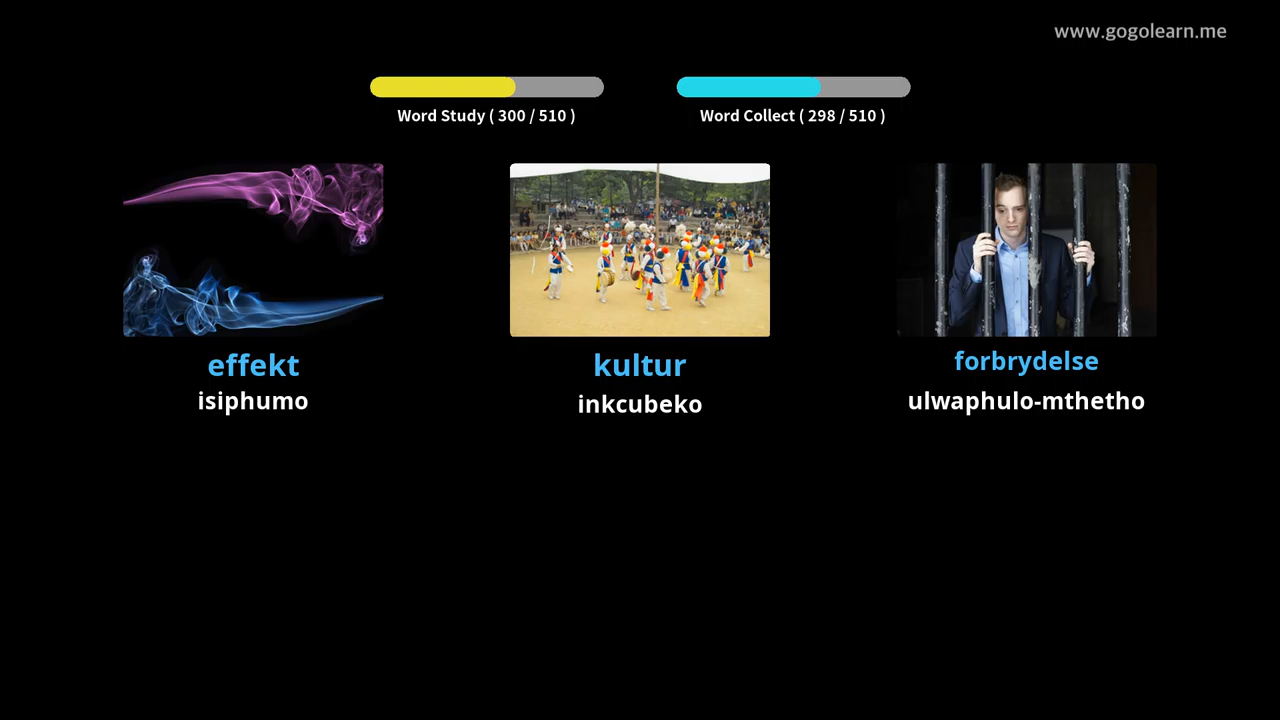 www.gogolearn.me
Word Study ( 300 / 510 )
Word Collect ( 298 / 510 )
effekt
isiphumo
kultur
inkcubeko
forbrydelse
ulwaphulo-mthetho